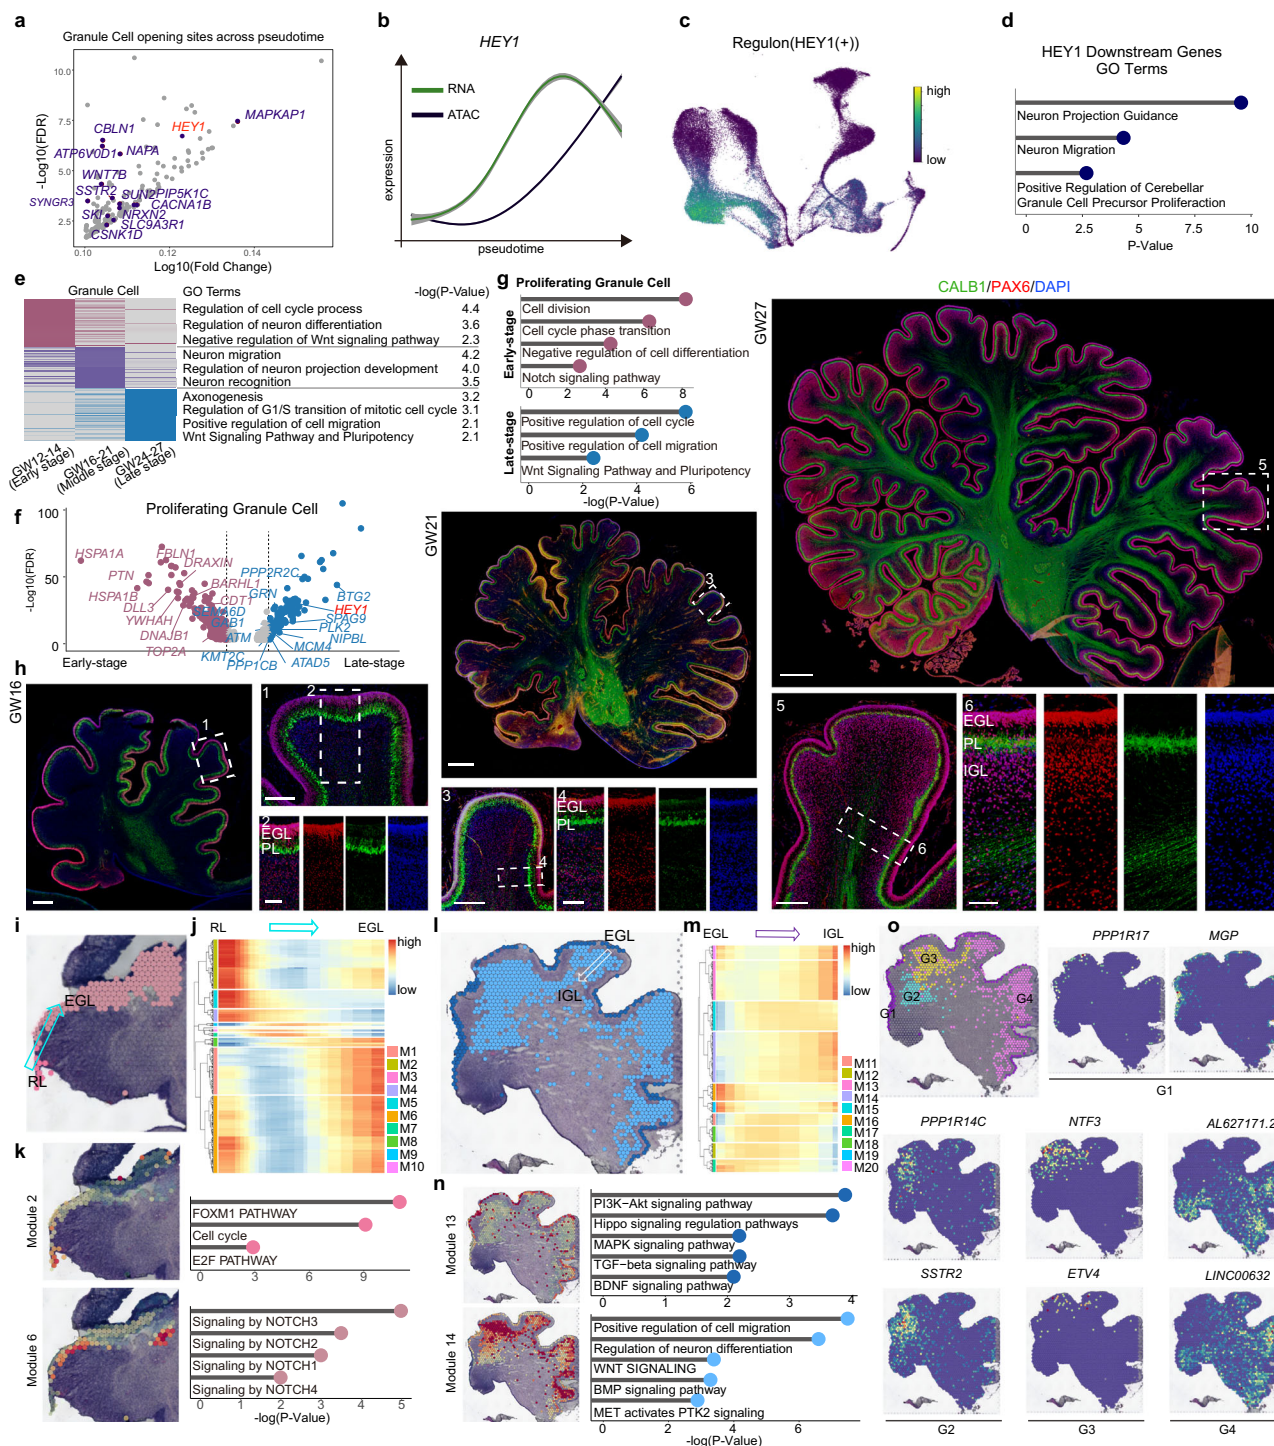 a
Granule Cell opening sites across pseudotime
-Log10(FDR)
10.0
7.5
5.0
2.5
0.10
0.12
0.14
Log10(Fold Change)
MAPKAP1
HEY1
CBLN1
ATP6V0D1
NAPA
WNT7B
SSTR2
SUN2
PIP5K1C
SYNGR3
CACNA1B
SKI
NRXN2
SLC9A3R1
CSNK1D
b
HEY1
RNA
ATAC
expression
pseudotime
c
Regulon(HEY1(+))
high
low
d
HEY1 Downstream Genes
GO Terms
Neuron Projection Guidance
Neuron Migration
Positive Regulation of Cerebellar
Granule Cell Precursor Proliferaction
0 2.5 5 7.5 10
P-Value
e
Granule Cell GO Terms -log(P-Value)
Regulation of cell cycle process 4.4
Regulation of neuron differentiation 3.6
Negative regulation of Wnt signaling pathway 2.3
Neuron migration 4.2
Regulation of neuron projection development 4.0
Neuron recognition 3.5
Axonogenesis 3.2
Regulation of G1/S transition of mitotic cell cycle 3.1
Positive regulation of cell migration 2.1
Wnt Signaling Pathway and Pluripotency 2.1
GW12-14
(Early stage)
GW16-21
(Middle stage)
GW24-27
(Late stage)
f
Proliferating Granule Cell
-Log10(FDR)
100
50
0
HSPA1A
FBLN1
DRAXIN
PTN
HSPA1B
BARHL1
CDT1
DLL3
YWHAH
DNAJB1
TOP2A
PPP2R2C
GRN
SEMA6D
GAB1
ATM
KMT2C
PPP1CB
BTG2
HEY1
SPAG9
PLK2
NIPBL
MCM4
ATAD5
Early-stage
Late-stage
g
Proliferating Granule Cell
Early-stage
Cell division
Cell cycle phase transition
Negative regulation of cell differentiation
Notch signaling pathway
0 2 4 6 8
Late-stage
Positive regulation of cell cycle
Positive regulation of cell migration
Wnt Signaling Pathway and Pluripotency
0 2 4 6
-log(P-Value)
CALB1/PAX6/DAPI
GW27
5
GW21
3
h
GW16
1
1
2
2
EGL
PL
3
4
4
EGL
PL
5
6
6
EGL
PL
IGL
i
EGL
RL
j
RL EGL
high
low
M1
M2
M3
M4
M5
M6
M7
M8
M9
M10
k
Module 2
FOXM1 PATHWAY
Cell cycle
E2F PATHWAY
0 3 6 9
Module 6
Signaling by NOTCH3
Signaling by NOTCH2
Signaling by NOTCH1
Signaling by NOTCH4
0 1 2 3 4 5
-log(P-Value)
l
EGL
IGL
m
EGL IGL
high
low
M11
M12
M13
M14
M15
M16
M17
M18
M19
M20
n
Module 13
PI3K−Akt signaling pathway
Hippo signaling regulation pathways
MAPK signaling pathway
TGF−beta signaling pathway
BDNF signaling pathway
0 1 2 3 4
Module 14
Positive regulation of cell migration
Regulation of neuron differentiation
WNT SIGNALING
BMP signaling pathway
MET activates PTK2 signaling
0 2 4 6
-log(P-Value)
o
G3
G2
G1
G4
PPP1R17
MGP
G1
PPP1R14C
NTF3
AL627171.2
SSTR2
ETV4
LINC00632
G2
G3
G4